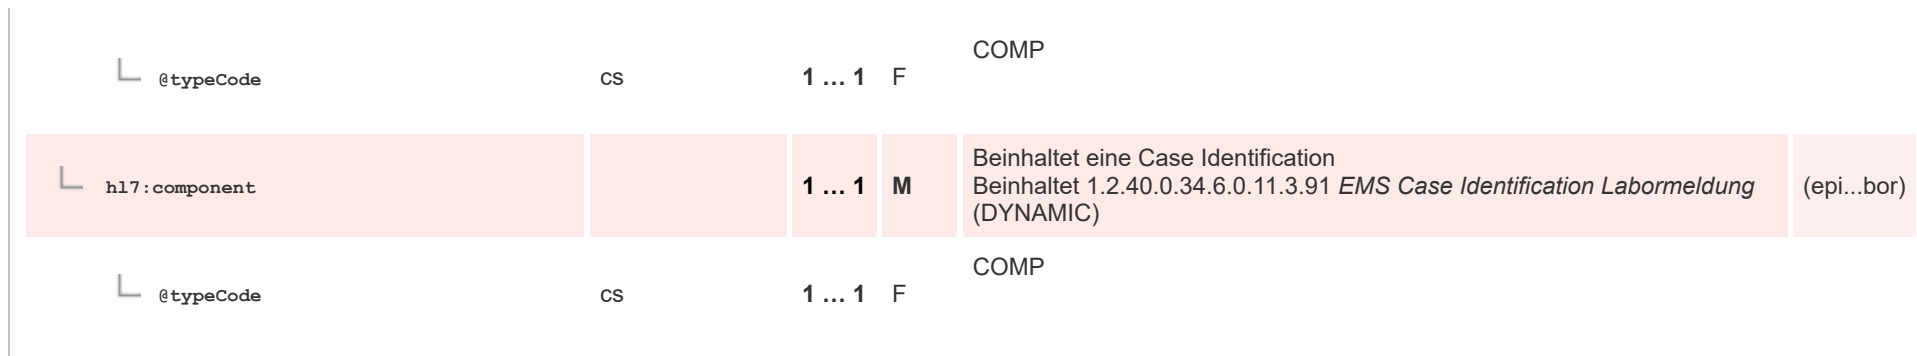 COMP
@typeCode cs 1 … 1 F
Beinhaltet eine Case Identification
hl7:component 1 … 1 M Beinhaltet 1.2.40.0.34.6.0.11.3.91 EMS Case Identification Labormeldung (epi...bor)
(DYNAMIC)
COMP
@typeCode cs 1 … 1 F